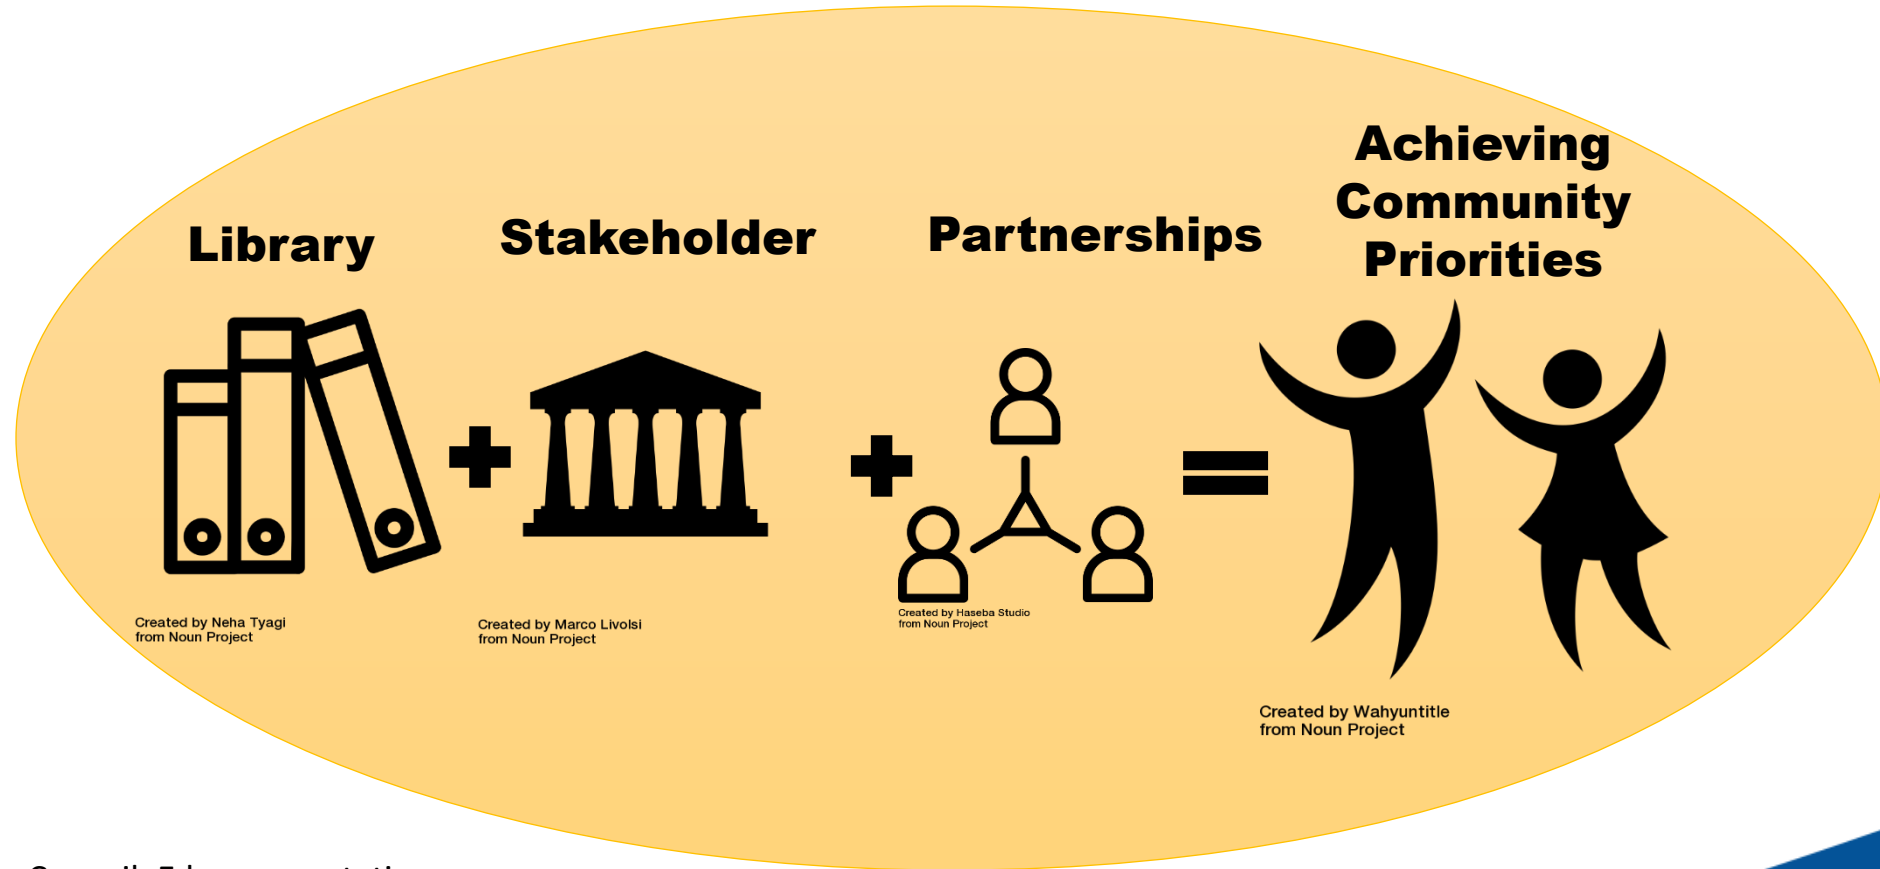 Library
Stakeholder
Partnerships
Achieving
Community
Priorities
Created by Neha Tyagi
from Noun Project
Created by Marco Livolsi
from Noun Project
Created by Haseba Studio
from Noun Project
Created by Wahyuntitle
from Noun Project